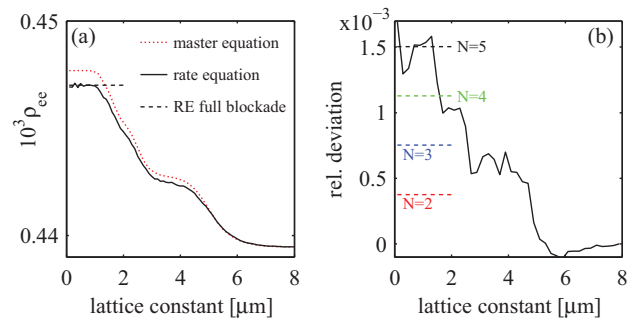 0.45
(a)
master equation
rate equation
RE full blockade
10³ρee
0.44
0 2 4 6 8
lattice constant [μm]
x10⁻³
(b)
1.5
N=5
1
N=4
N=3
0.5
N=2
0
rel. deviation
0 2 4 6 8
lattice constant [μm]